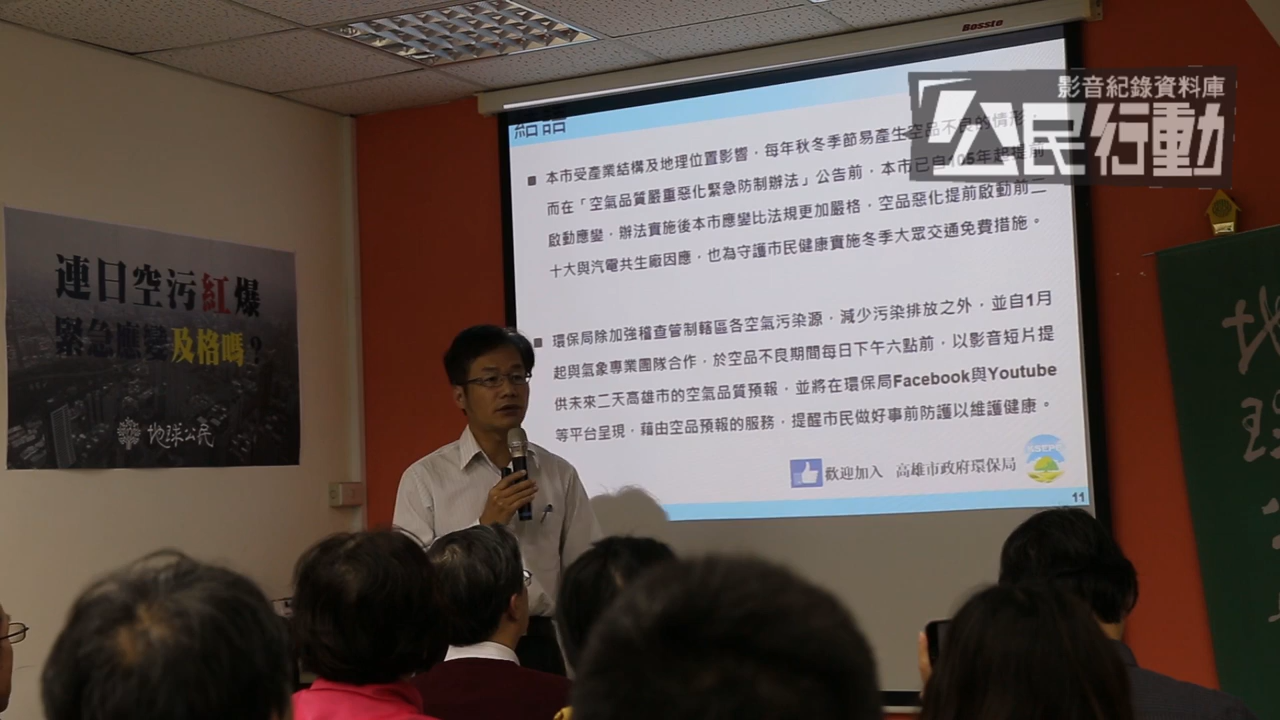 Bossto
影音紀錄資料庫
公民行動
結語
■ 本市受產業結構及地理位置影響，每年秋冬季節易產生空品不良的情形，
而在「空氣品質嚴重惡化緊急防制辦法」公告前，本市已自105年起提前
啟動應變，辦法實施後本市應變比法規更加嚴格，空品惡化提前啟動前二
十大與汽電共生廠因應，也為守護市民健康實施冬季大眾交通免費措施。
■ 環保局除加強稽查管制轄區各空氣污染源，減少污染排放之外，並自1月
起與氣象專業團隊合作，於空品不良期間每日下午六點前，以影音短片提
供未來二天高雄市的空氣品質預報，並將在環保局Facebook與Youtube
等平台呈現，藉由空品預報的服務，提醒市民做好事前防護以維護健康。
歡迎加入 高雄市政府環保局
11
連日空污紅爆
緊急應變及格嗎？
地球公民
地球公